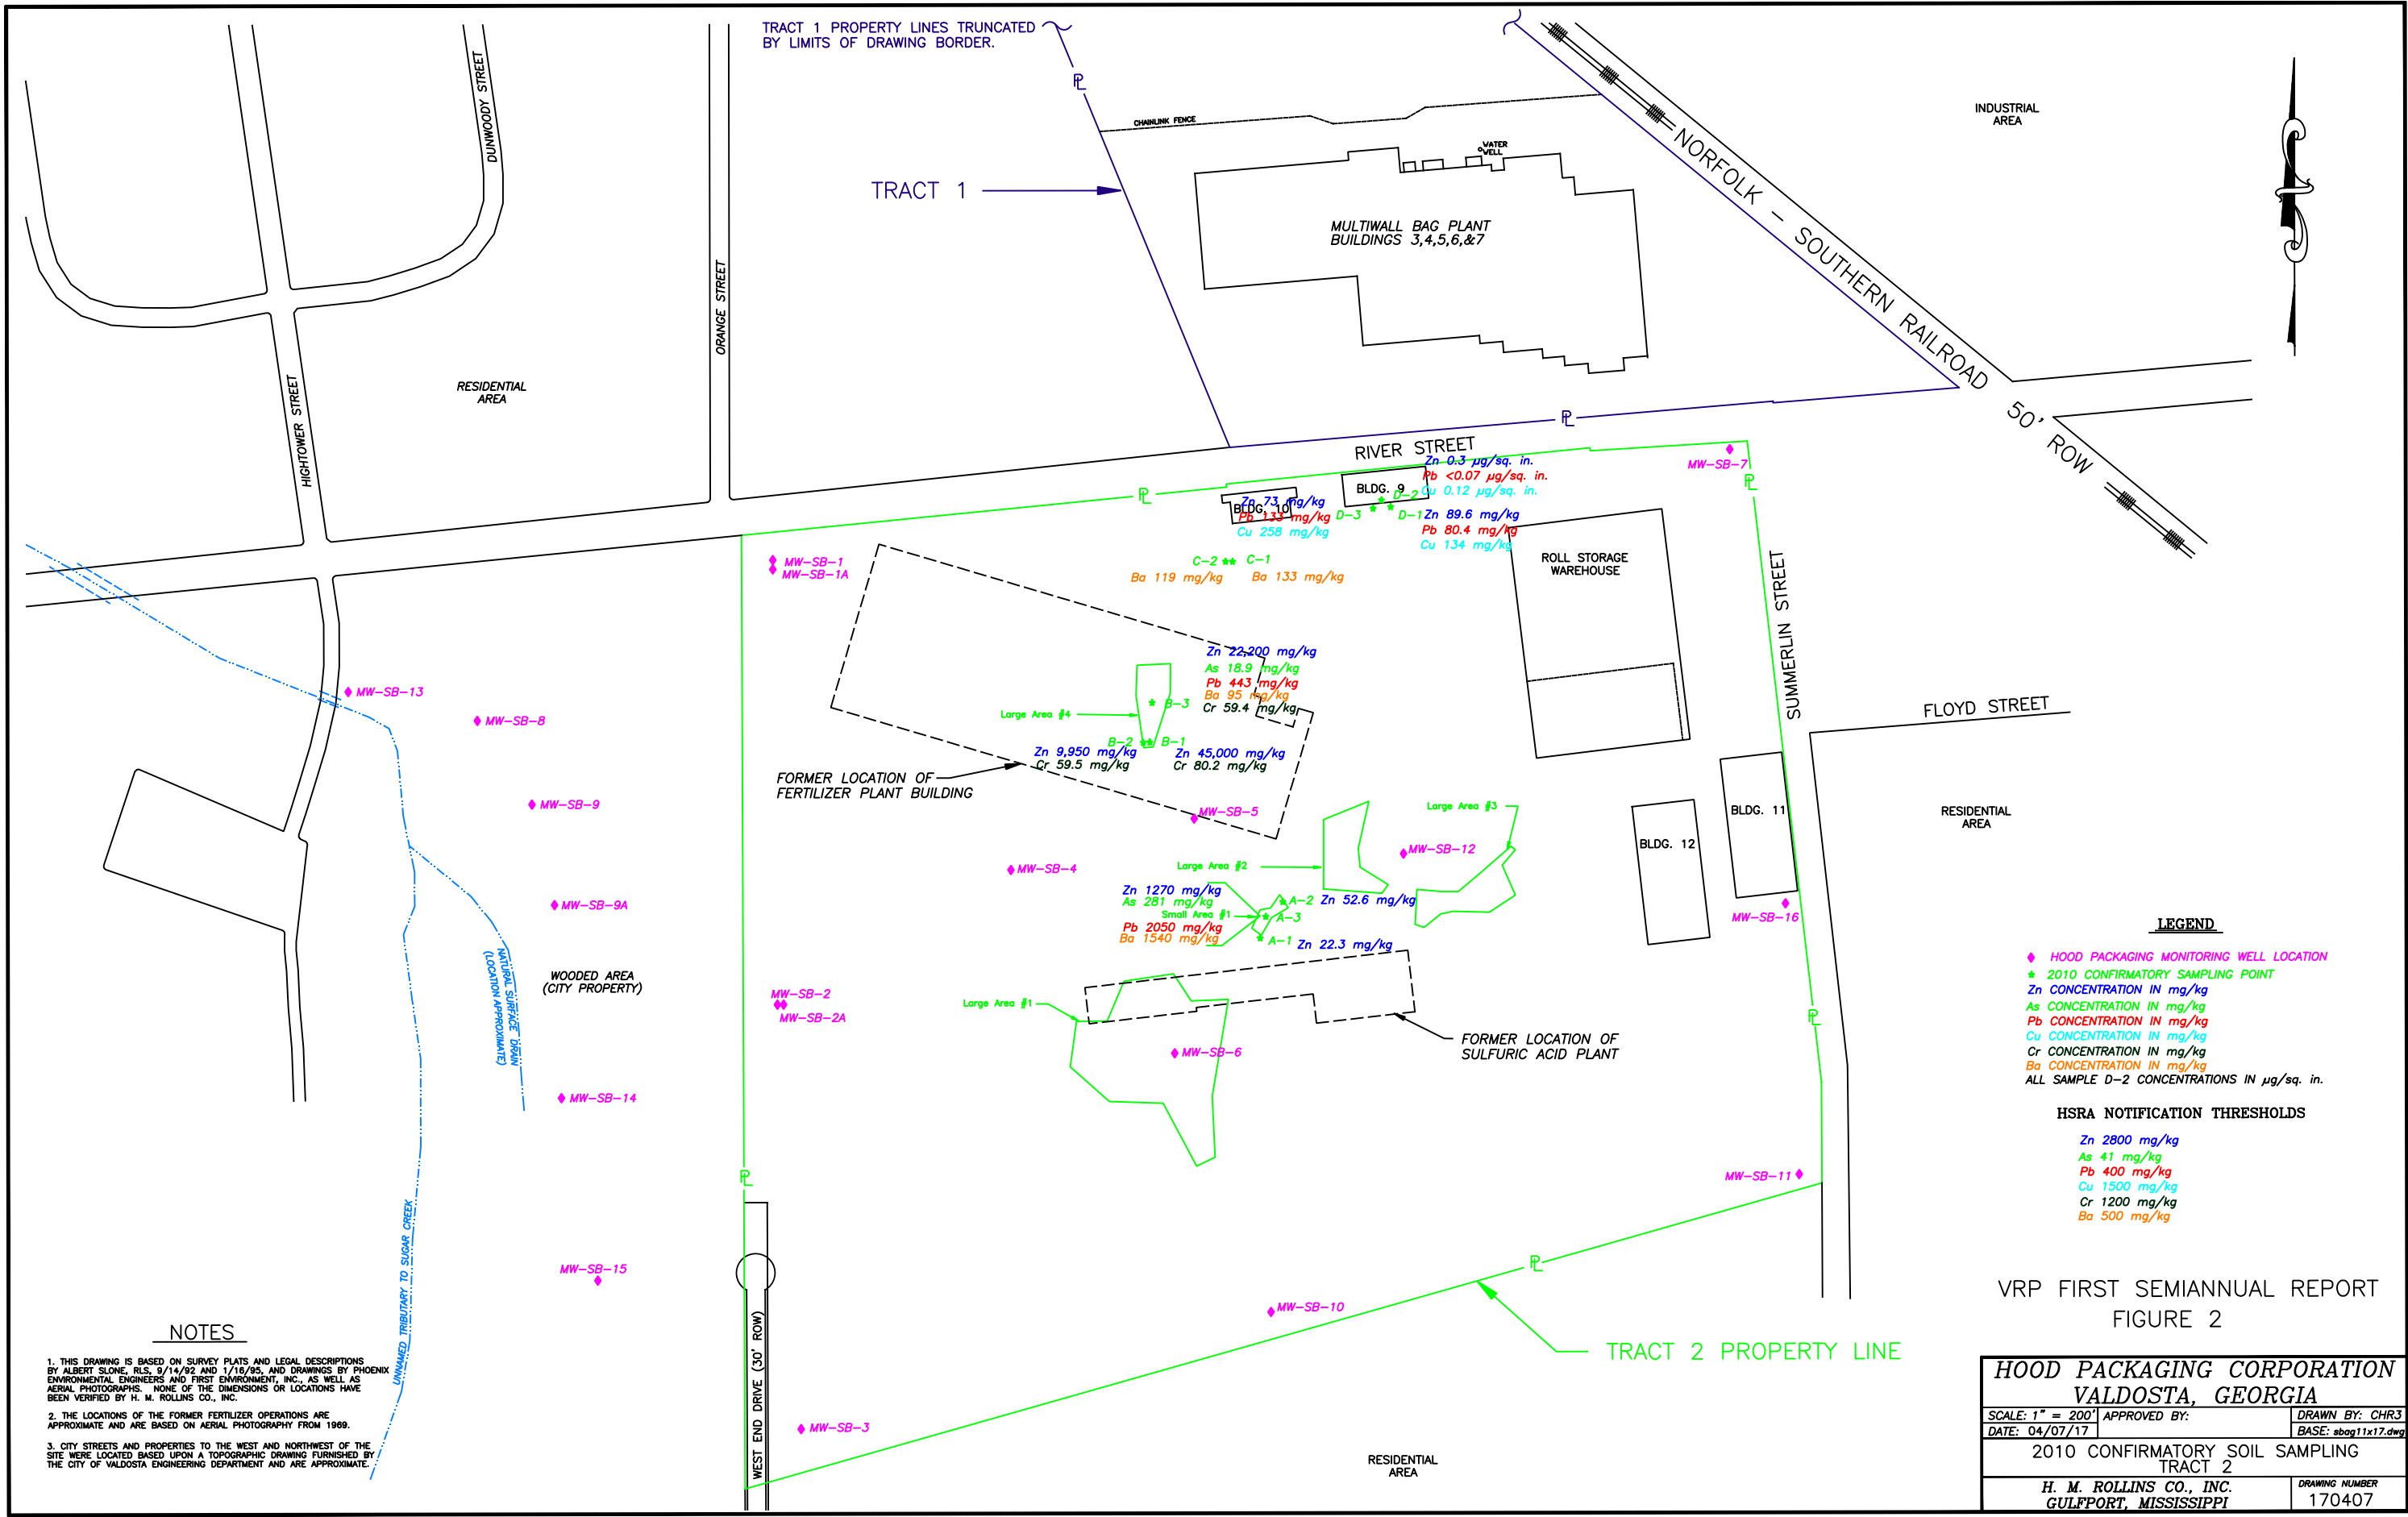 TRACT 1 PROPERTY LINES TRUNCATED
BY LIMITS OF DRAWING BORDER.
DUNWOODY STREET
ORANGE STREET
HIGHTOWER STREET
RESIDENTIAL
AREA
TRACT 1
CHAINLINK FENCE
WATER
WELL
MULTIWALL BAG PLANT
BUILDINGS 3,4,5,6,&7
NORFOLK - SOUTHERN RAILROAD 50' ROW
INDUSTRIAL
AREA
RIVER STREET
MW-SB-7
Zn 0.3 µg/sq. in.
Pb <0.07 µg/sq. in.
Cu 0.12 µg/sq. in.
BLDG. 9
D-2
D-3
D-1
Zn 89.6 mg/kg
Pb 80.4 mg/kg
Cu 134 mg/kg
Zn 73 mg/kg
BLDG. 10
Pb 133 mg/kg
Cu 258 mg/kg
C-2
C-1
Ba 119 mg/kg
Ba 133 mg/kg
ROLL STORAGE
WAREHOUSE
SUMMERLIN STREET
FLOYD STREET
MW-SB-1
MW-SB-1A
Zn 22,200 mg/kg
As 18.9 mg/kg
Pb 443 mg/kg
Ba 95 mg/kg
Cr 59.4 mg/kg
B-3
Large Area #4
B-2
B-1
Zn 9,950 mg/kg
Cr 59.5 mg/kg
Zn 45,000 mg/kg
Cr 80.2 mg/kg
FORMER LOCATION OF
FERTILIZER PLANT BUILDING
MW-SB-13
MW-SB-8
MW-SB-9
MW-SB-9A
MW-SB-5
MW-SB-4
Large Area #3
MW-SB-12
Large Area #2
BLDG. 11
BLDG. 12
RESIDENTIAL
AREA
MW-SB-16
Zn 1270 mg/kg
As 281 mg/kg
Small Area #1
Pb 2050 mg/kg
Ba 1540 mg/kg
A-2
Zn 52.6 mg/kg
A-3
A-1
Zn 22.3 mg/kg
WOODED AREA
(CITY PROPERTY)
NATURAL SURFACE DRAIN
(LOCATION APPROXIMATE)
MW-SB-2
MW-SB-2A
Large Area #1
MW-SB-6
FORMER LOCATION OF
SULFURIC ACID PLANT
MW-SB-14
MW-SB-15
UNNAMED TRIBUTARY TO SUGAR CREEK
MW-SB-11
MW-SB-10
MW-SB-3
WEST END DRIVE (30' ROW)
TRACT 2 PROPERTY LINE
RESIDENTIAL
AREA
LEGEND
HOOD PACKAGING MONITORING WELL LOCATION
2010 CONFIRMATORY SAMPLING POINT
Zn CONCENTRATION IN mg/kg
As CONCENTRATION IN mg/kg
Pb CONCENTRATION IN mg/kg
Cu CONCENTRATION IN mg/kg
Cr CONCENTRATION IN mg/kg
Ba CONCENTRATION IN mg/kg
ALL SAMPLE D-2 CONCENTRATIONS IN µg/sq. in.
HSRA NOTIFICATION THRESHOLDS
Zn 2800 mg/kg
As 41 mg/kg
Pb 400 mg/kg
Cu 1500 mg/kg
Cr 1200 mg/kg
Ba 500 mg/kg
VRP FIRST SEMIANNUAL REPORT
FIGURE 2
NOTES
1. THIS DRAWING IS BASED ON SURVEY PLATS AND LEGAL DESCRIPTIONS
BY ALBERT SLONE, RLS, 9/14/92 AND 1/16/95, AND DRAWINGS BY PHOENIX
ENVIRONMENTAL ENGINEERS AND FIRST ENVIRONMENT, INC., AS WELL AS
AERIAL PHOTOGRAPHS. NONE OF THE DIMENSIONS OR LOCATIONS HAVE
BEEN VERIFIED BY H. M. ROLLINS CO., INC.
2. THE LOCATIONS OF THE FORMER FERTILIZER OPERATIONS ARE
APPROXIMATE AND ARE BASED ON AERIAL PHOTOGRAPHY FROM 1969.
3. CITY STREETS AND PROPERTIES TO THE WEST AND NORTHWEST OF THE
SITE WERE LOCATED BASED UPON A TOPOGRAPHIC DRAWING FURNISHED BY
THE CITY OF VALDOSTA ENGINEERING DEPARTMENT AND ARE APPROXIMATE.
HOOD PACKAGING CORPORATION
VALDOSTA, GEORGIA
SCALE: 1" = 200'
APPROVED BY:
DRAWN BY: CHR3
DATE: 04/07/17
BASE: sbag11x17.dwg
2010 CONFIRMATORY SOIL SAMPLING
TRACT 2
H. M. ROLLINS CO., INC.
GULFPORT, MISSISSIPPI
DRAWING NUMBER
170407